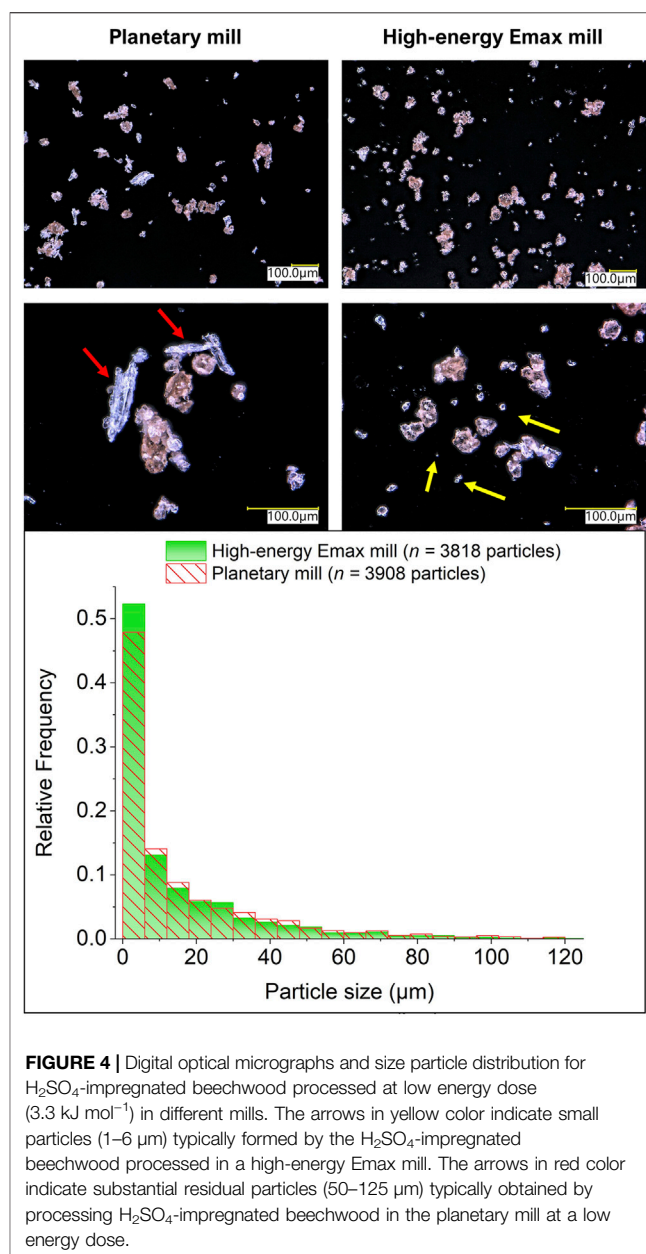 Planetary mill
High-energy Emax mill
100.0µm
100.0µm
100.0µm
100.0µm
High-energy Emax mill (n = 3818 particles)
Planetary mill (n = 3908 particles)
Relative Frequency
0.5
0.4
0.3
0.2
0.1
0.0
0 20 40 60 80 100 120
Particle size (µm)
FIGURE 4 | Digital optical micrographs and size particle distribution for
H₂SO₄-impregnated beechwood processed at low energy dose
(3.3 kJ mol⁻¹) in different mills. The arrows in yellow color indicate small
particles (1–6 µm) typically formed by the H₂SO₄-impregnated
beechwood processed in a high-energy Emax mill. The arrows in red color
indicate substantial residual particles (50–125 µm) typically obtained by
processing H₂SO₄-impregnated beechwood in the planetary mill at a low
energy dose.